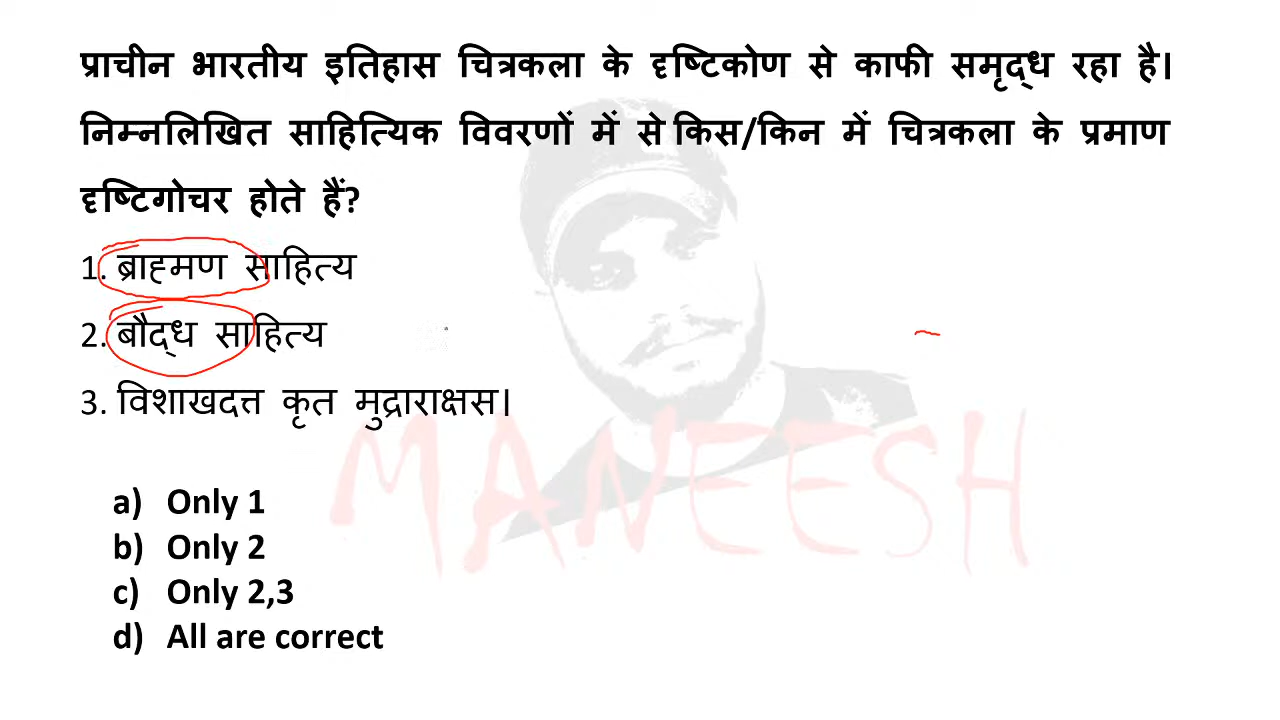 प्राचीन भारतीय इतिहास चित्रकला के दृष्टिकोण से काफी समृद्ध रहा है।
निम्नलिखित साहित्यिक विवरणों में से किस/किन में चित्रकला के प्रमाण
दृष्टिगोचर होते हैं?
1. ब्राह्मण साहित्य
2. बौद्ध साहित्य
3. विशाखदत्त कृत मुद्राराक्षस।
MANEESH
a) Only 1
b) Only 2
c) Only 2,3
d) All are correct